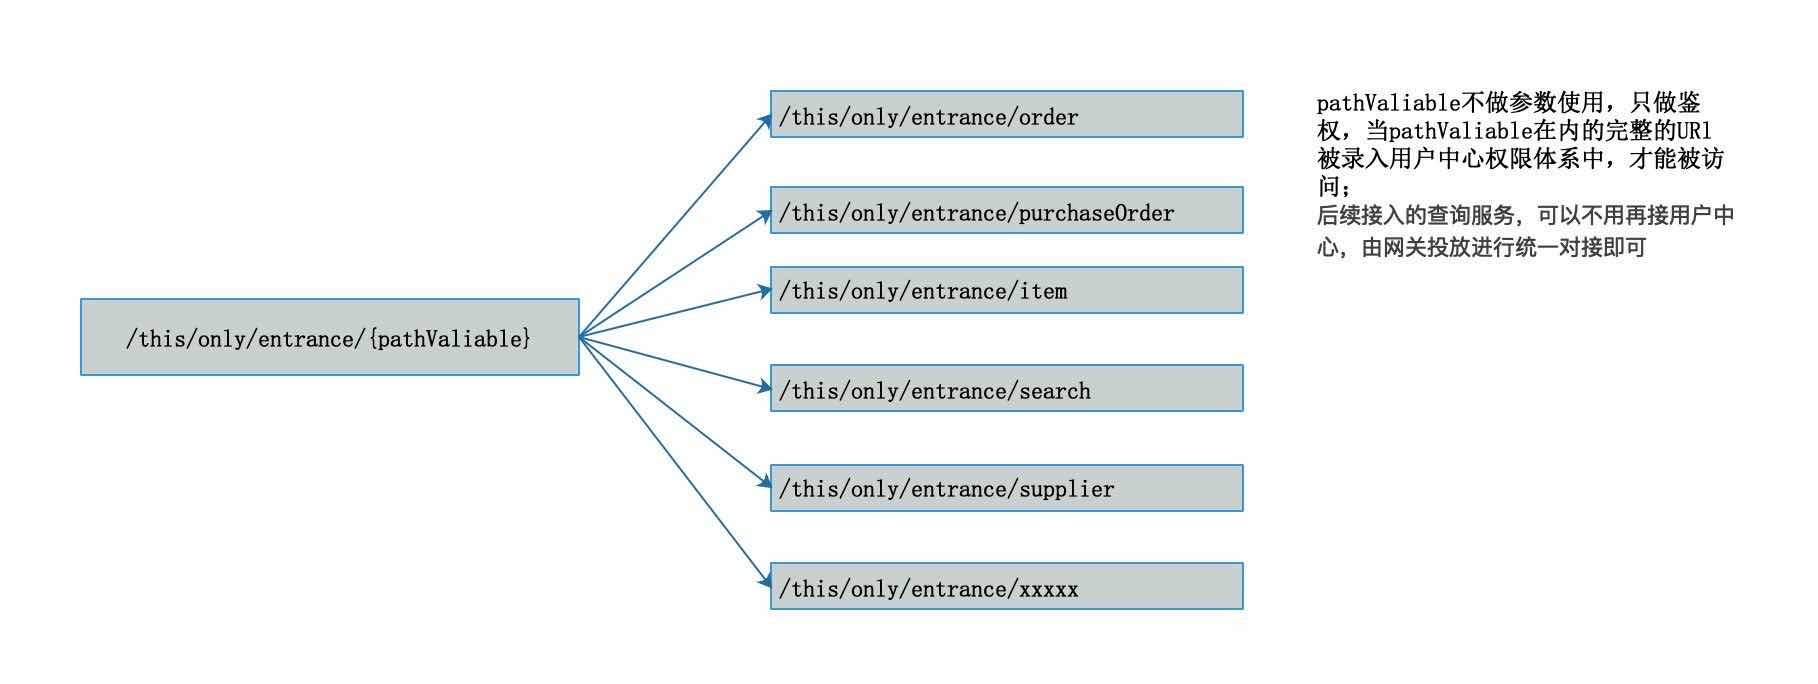 /this/only/entrance/{pathValiable}
/this/only/entrance/order
/this/only/entrance/purchaseOrder
/this/only/entrance/item
/this/only/entrance/search
/this/only/entrance/supplier
/this/only/entrance/xxxxx
pathValiable不做参数使用，只做鉴
权，当pathValiable在内的完整的URl
被录入用户中心权限体系中，才能被访
问；
后续接入的查询服务，可以不用再接用户中
心，由网关投放进行统一对接即可